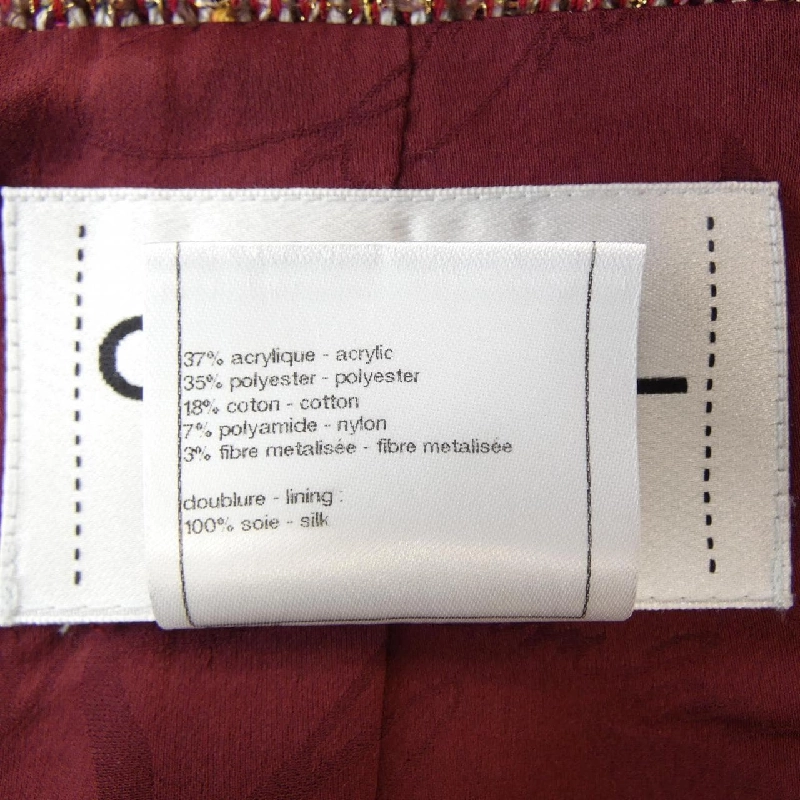 37% acrylique - acrylic
35% polyester - polyester
18% coton - cotton
7% polyamide - nylon
3% fibre metalisée - fibre metalisée
doublure - lining :
100% soie - silk